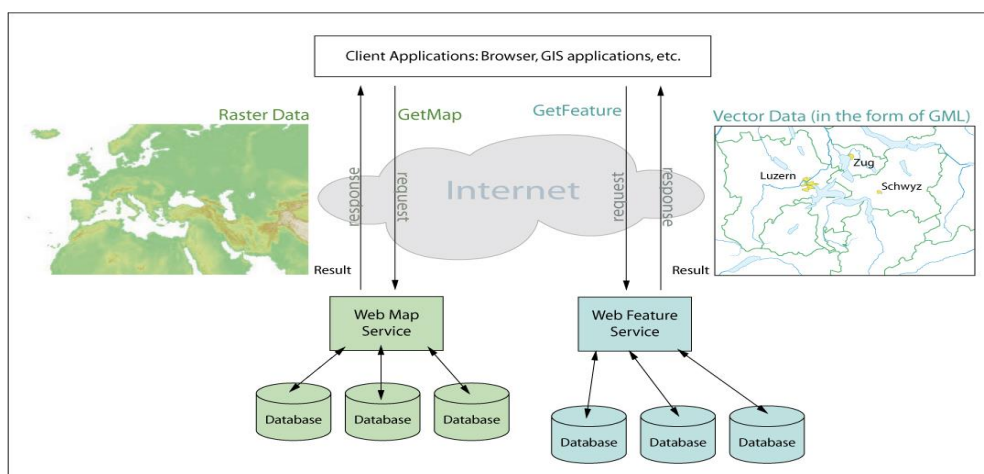 Client Applications: Browser, GIS applications, etc.
Raster Data
GetMap
GetFeature
Vector Data (in the form of GML)
Internet
response
request
request
response
Luzern
Zug
Schwyz
Result
Result
Web Map
Service
Web Feature
Service
Database
Database
Database
Database
Database
Database